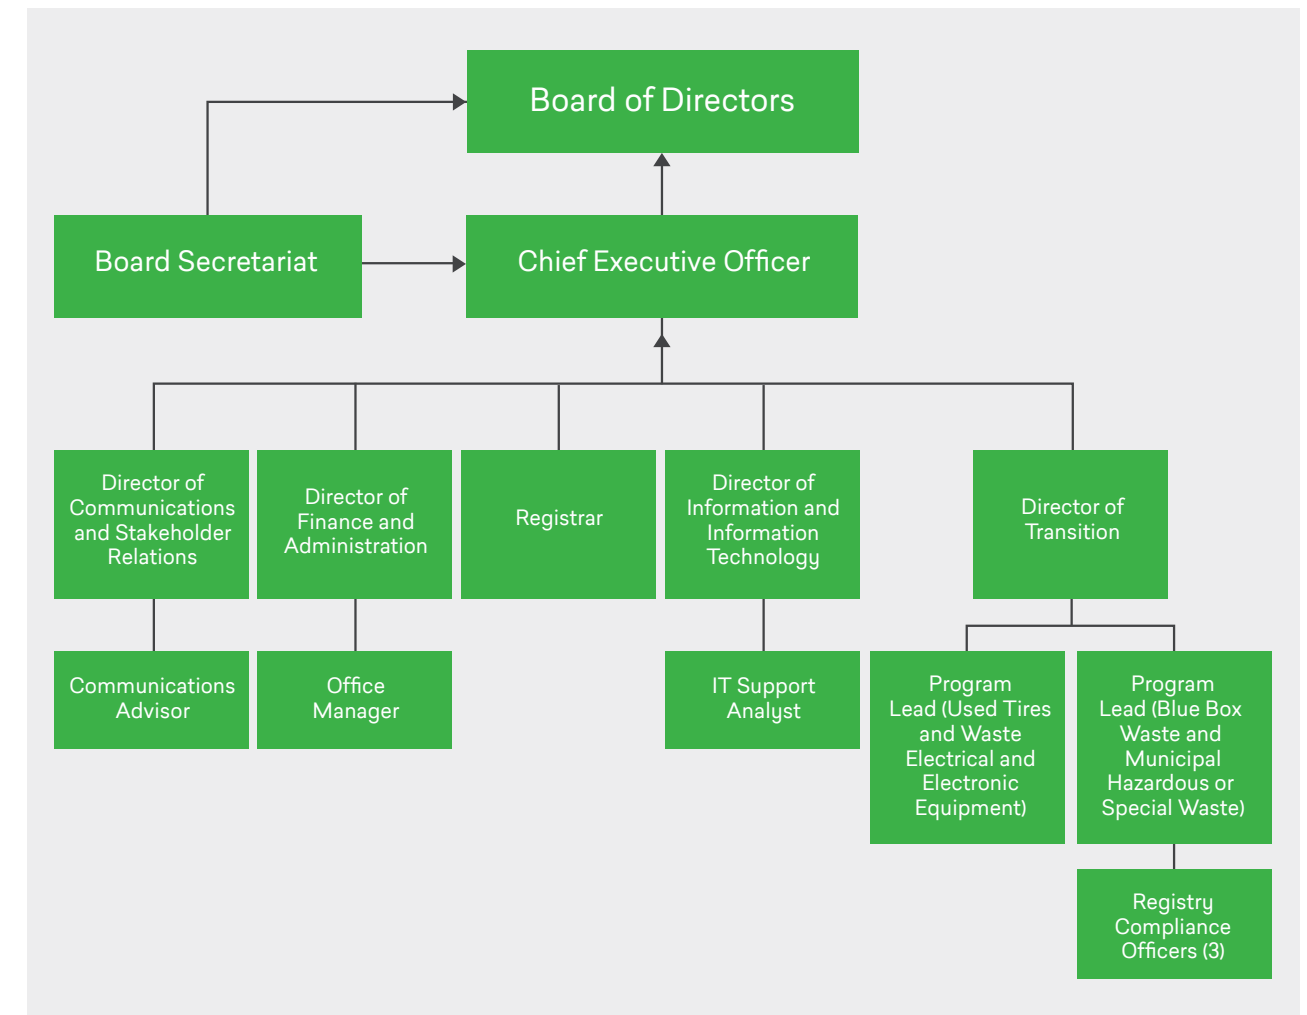 Board of Directors
Board Secretariat
Chief Executive Officer
Director of
Communications
and Stakeholder
Relations
Director of
Finance and
Administration
Registrar
Director of
Information and
Information
Technology
Director of
Transition
Communications
Advisor
Office
Manager
IT Support
Analyst
Program
Lead (Used Tires
and Waste
Electrical and
Electronic
Equipment)
Program
Lead (Blue Box
Waste and
Municipal
Hazardous or
Special Waste)
Registry
Compliance
Officers (3)